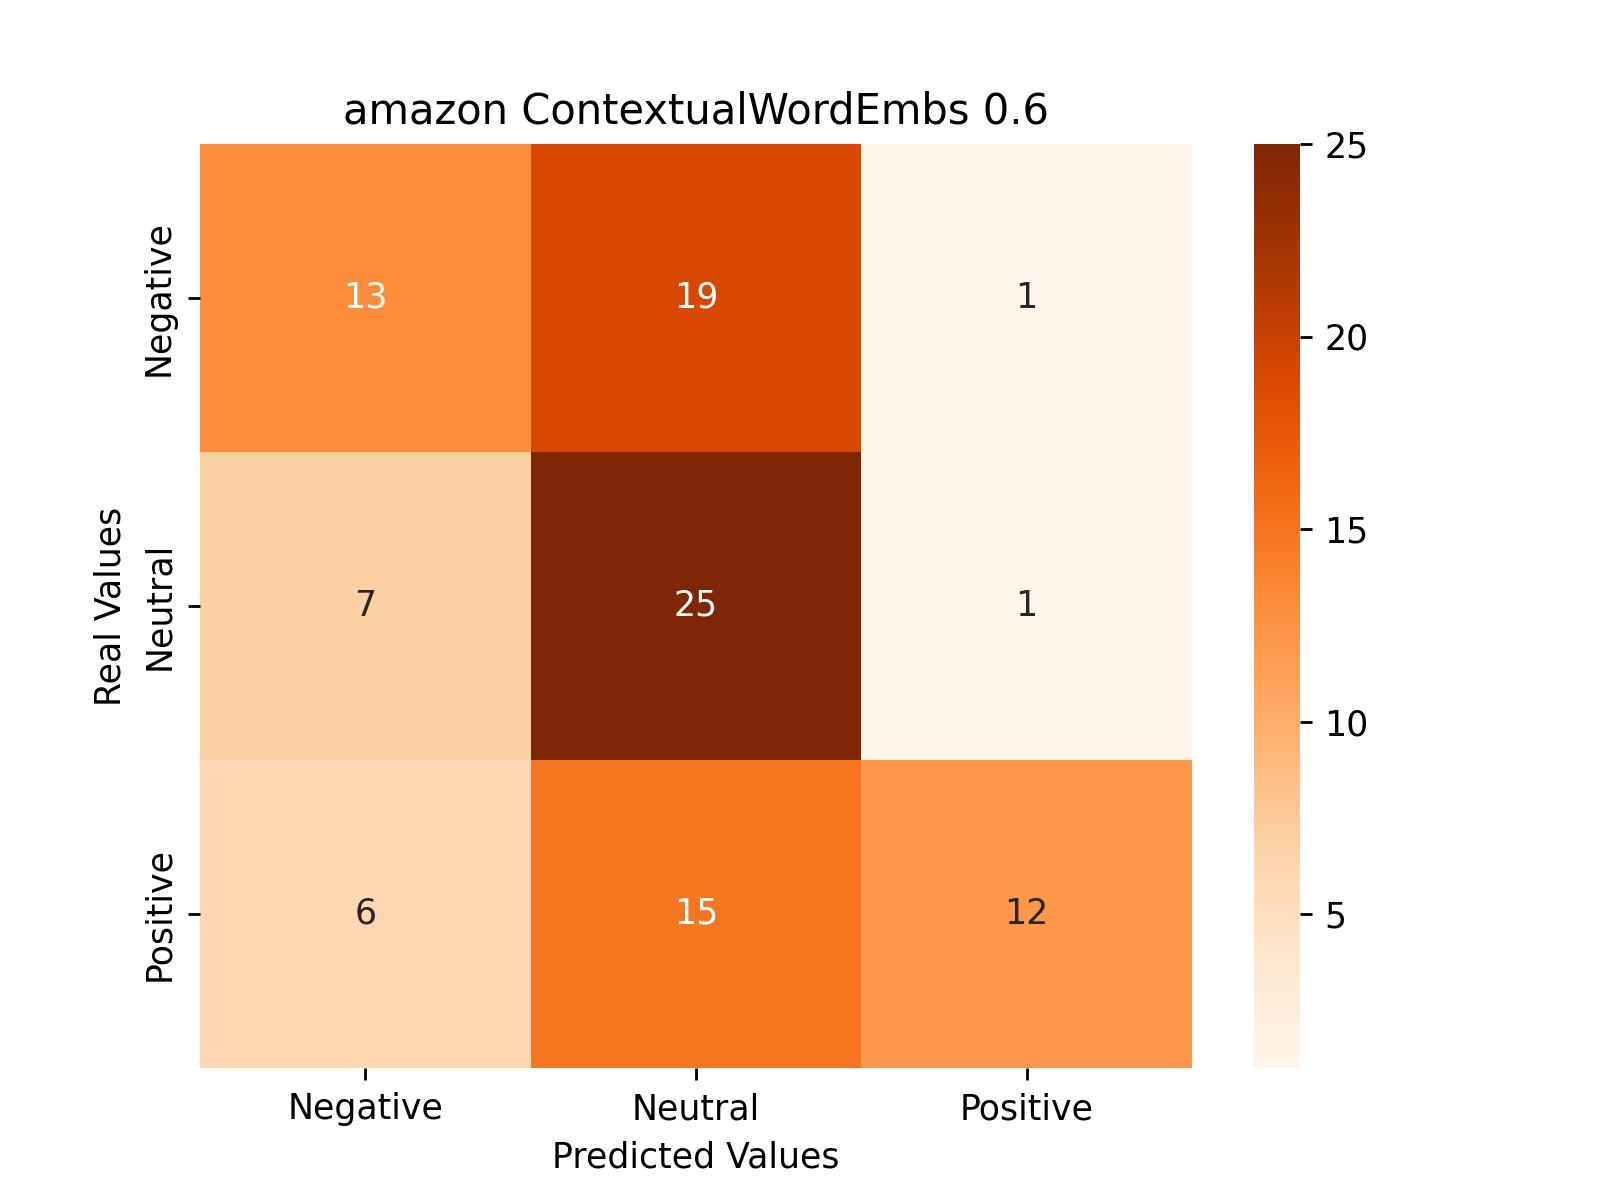 amazon ContextualWordEmbs 0.6
Real Values
Negative
13 19 1
Neutral
7 25 1
Positive
6 15 12
Negative Neutral Positive
Predicted Values
25
20
15
10
5